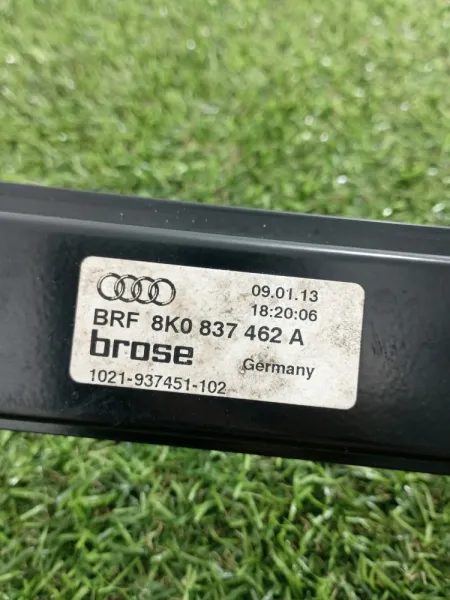 09.01.13
18:20:06
BRF 8K0 837 462 A
brose
Germany
1021-937451-102